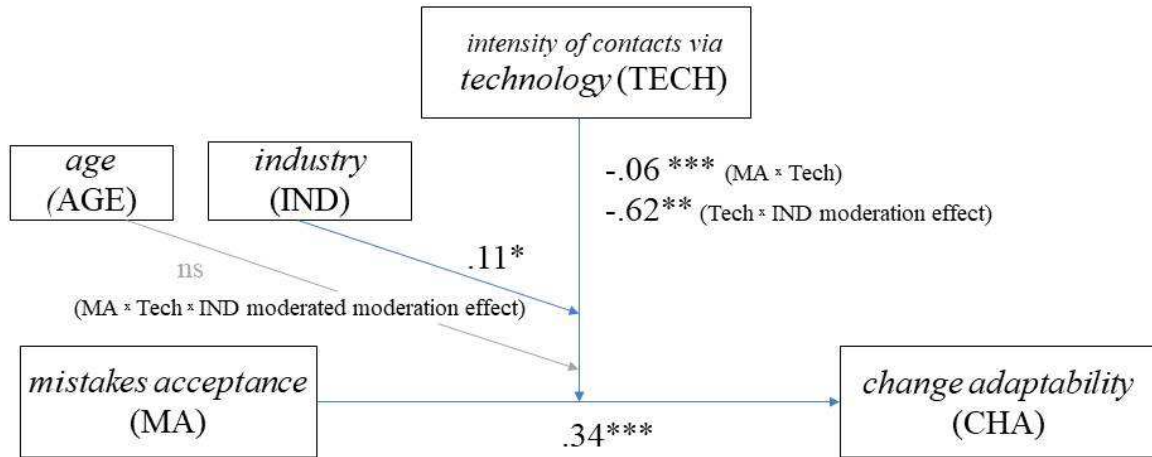 intensity of contacts via
technology (TECH)
age
(AGE)
industry
(IND)
-.06 *** (MA x Tech)
-.62** (Tech x IND moderation effect)
.11*
ns
(MA x Tech x IND moderated moderation effect)
mistakes acceptance
(MA)
change adaptability
(CHA)
.34***